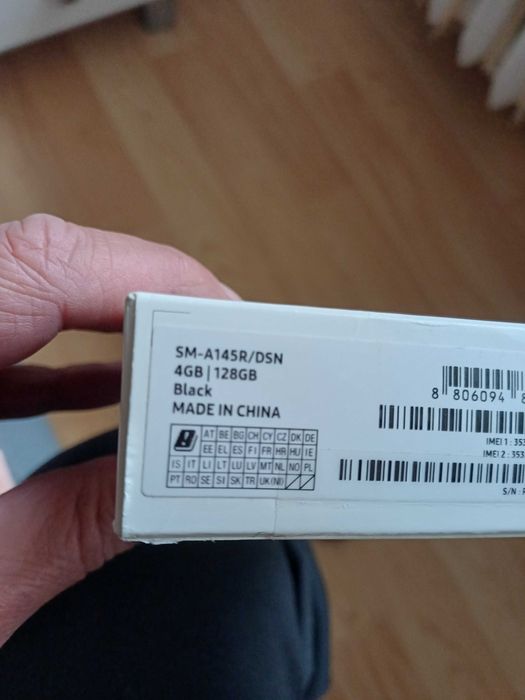 SM-A145R/DSN
4GB | 128GB
Black
MADE IN CHINA
AT BE BG CH CY CZ DK DE
EE EL ES FI FR HR HU IE
IS IT LI LT LU LV MT NL NO PL
PT RO SE SI SK TR UK(NI)
8 806094 8
IMEI 1 : 353
IMEI 2 : 353
S/N : R